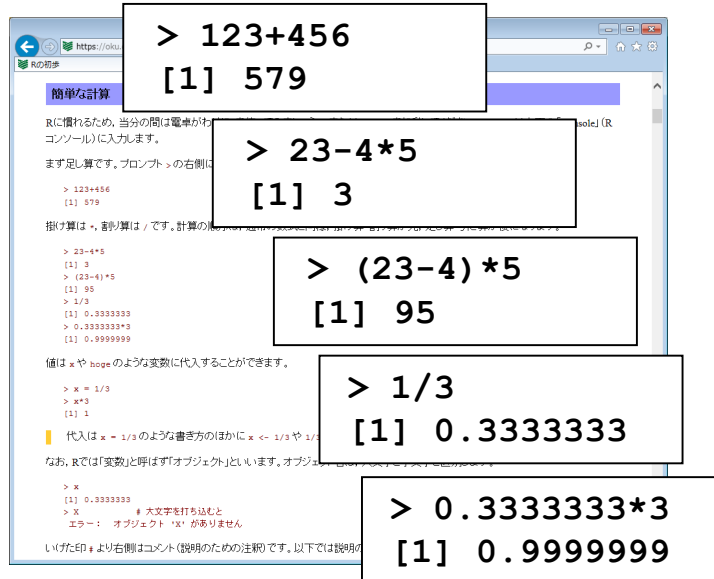 https://oku.
Rの初歩
簡単な計算
Rに慣れるため, 当分の間は電卓がわ
sole」(R
コンソール)に入力します。
まず足し算です。プロンプト > の右側に
> 123+456
[1] 579
掛け算は *, 割り算は / です。計算の
> 23-4*5
[1] 3
> (23-4)*5
[1] 95
> 1/3
[1] 0.3333333
> 0.3333333*3
[1] 0.9999999
値は x や hoge のような変数に代入することができます。
> x = 1/3
> x*3
[1] 1
代入は x = 1/3 のような書き方のほかに x <- 1/3 や 1/
なお, Rでは「変数」と呼ばず「オブジェクト」といいます。オブジェ
> x
[1] 0.3333333
> X # 大文字を打ち込むと
エラー: オブジェクト 'X' がありません
いげた印 # より右側はコメント(説明のための注釈)です。以下では説明の
> 123+456
[1] 579
> 23-4*5
[1] 3
> (23-4)*5
[1] 95
> 1/3
[1] 0.3333333
> 0.3333333*3
[1] 0.9999999